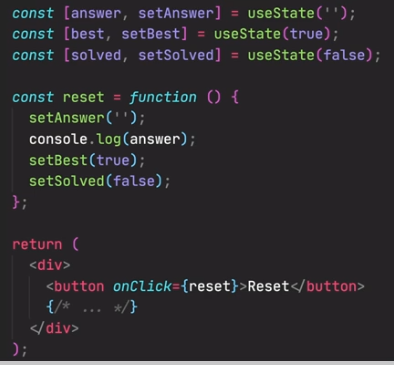 const [answer, setAnswer] = useState('');
const [best, setBest] = useState(true);
const [solved, setSolved] = useState(false);
const reset = function () {
setAnswer('');
console.log(answer);
setBest(true);
setSolved(false);
};
return (
<div>
<button onClick={reset}>Reset</button>
{/* ... */}
</div>
);